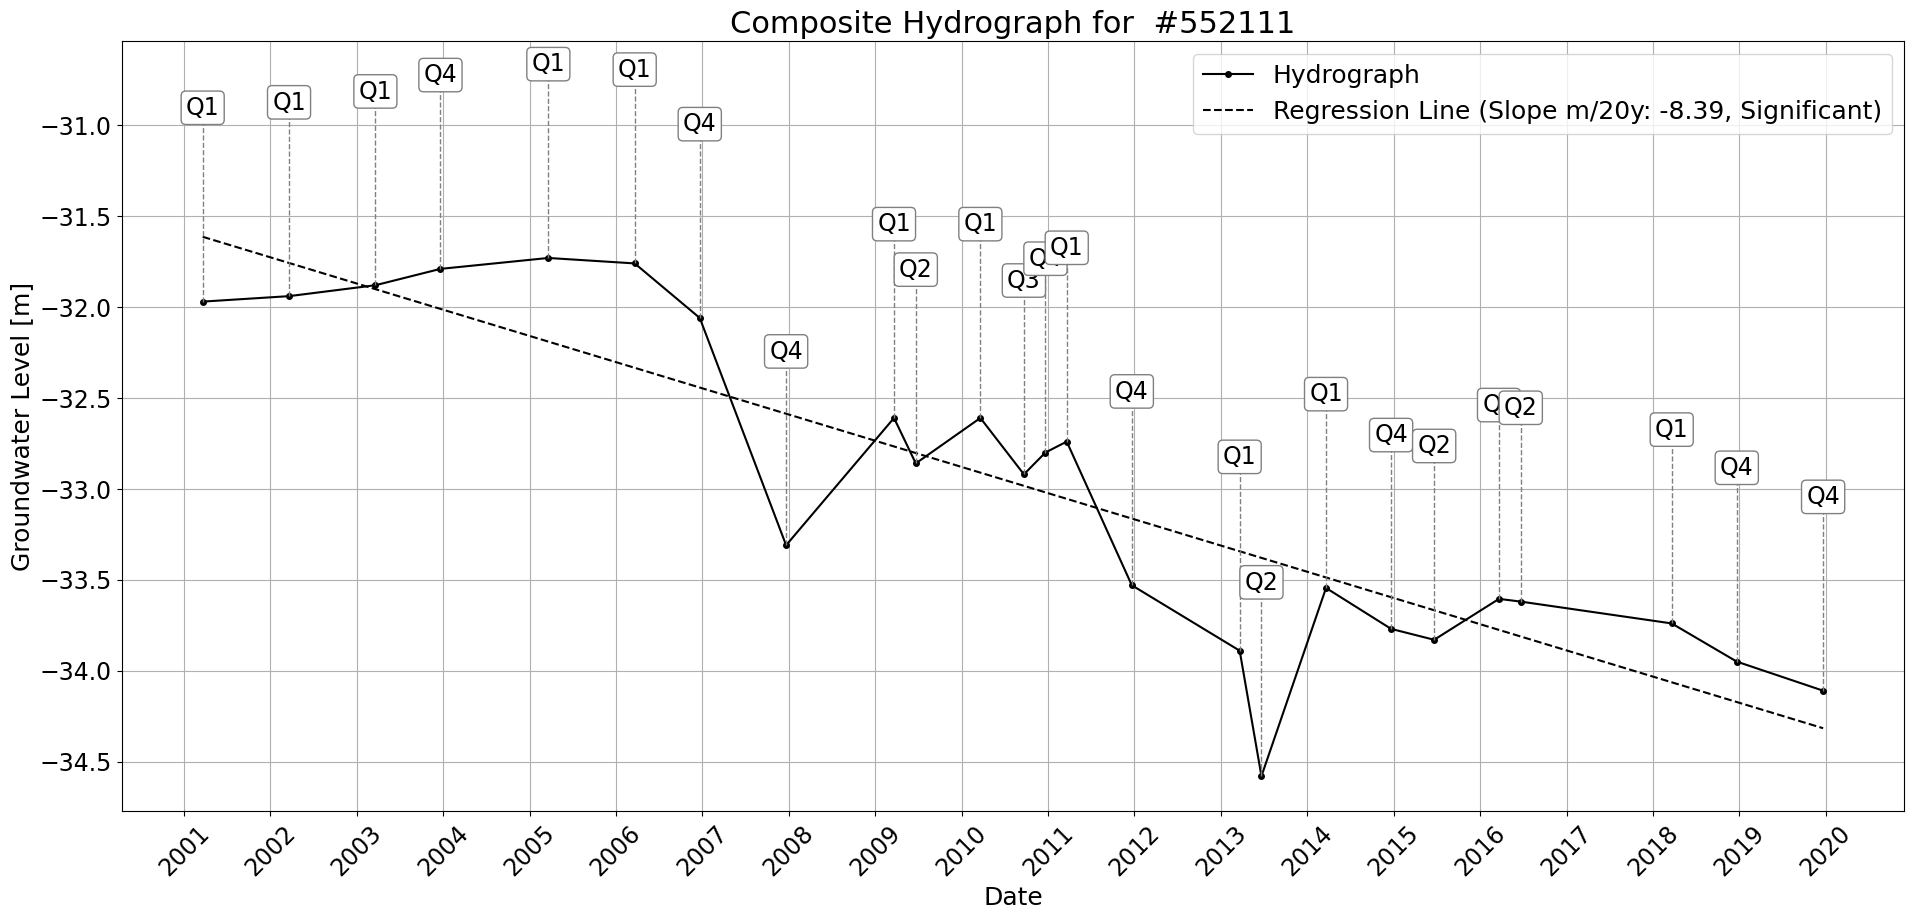 Composite Hydrograph for #552111
Hydrograph
Regression Line (Slope m/20y: -8.39, Significant)
Groundwater Level [m]
−31.0
−31.5
−32.0
−32.5
−33.0
−33.5
−34.0
−34.5
Q1
Q1
Q1
Q4
Q1
Q1
Q4
Q4
Q1
Q2
Q1
Q3
Q1
Q4
Q1
Q2
Q1
Q4
Q2
Q2
Q1
Q4
Q4
2001
2002
2003
2004
2005
2006
2007
2008
2009
2010
2011
2012
2013
2014
2015
2016
2017
2018
2019
2020
Date